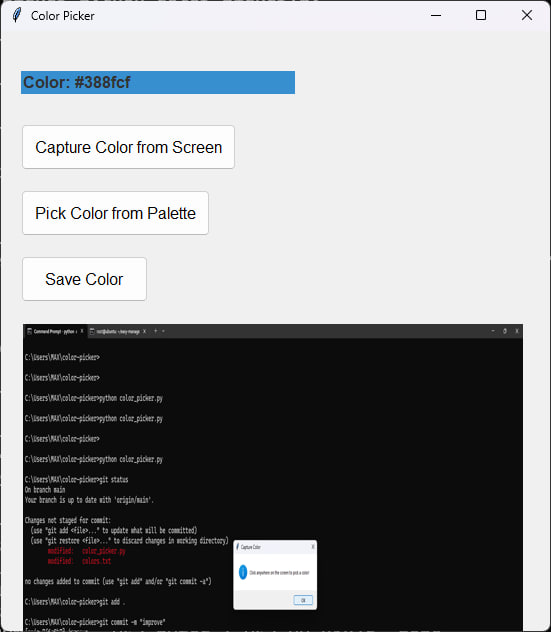 Color Picker
Color: #388fcf
Capture Color from Screen
Pick Color from Palette
Save Color
Command Prompt - python
root@ubuntu: ~/easy-manage
C:\Users\MAX\color-picker>
C:\Users\MAX\color-picker>
C:\Users\MAX\color-picker>python color_picker.py
C:\Users\MAX\color-picker>python color_picker.py
C:\Users\MAX\color-picker>
C:\Users\MAX\color-picker>python color_picker.py
C:\Users\MAX\color-picker>git status
On branch main
Your branch is up to date with 'origin/main'.
Changes not staged for commit:
(use "git add <file>..." to update what will be committed)
(use "git restore <file>..." to discard changes in working directory)
modified: color_picker.py
modified: colors.txt
Capture Color
Click anywhere on the screen to pick a color!
OK
no changes added to commit (use "git add" and/or "git commit -a")
C:\Users\MAX\color-picker>git add .
C:\Users\MAX\color-picker>git commit -m "improve"